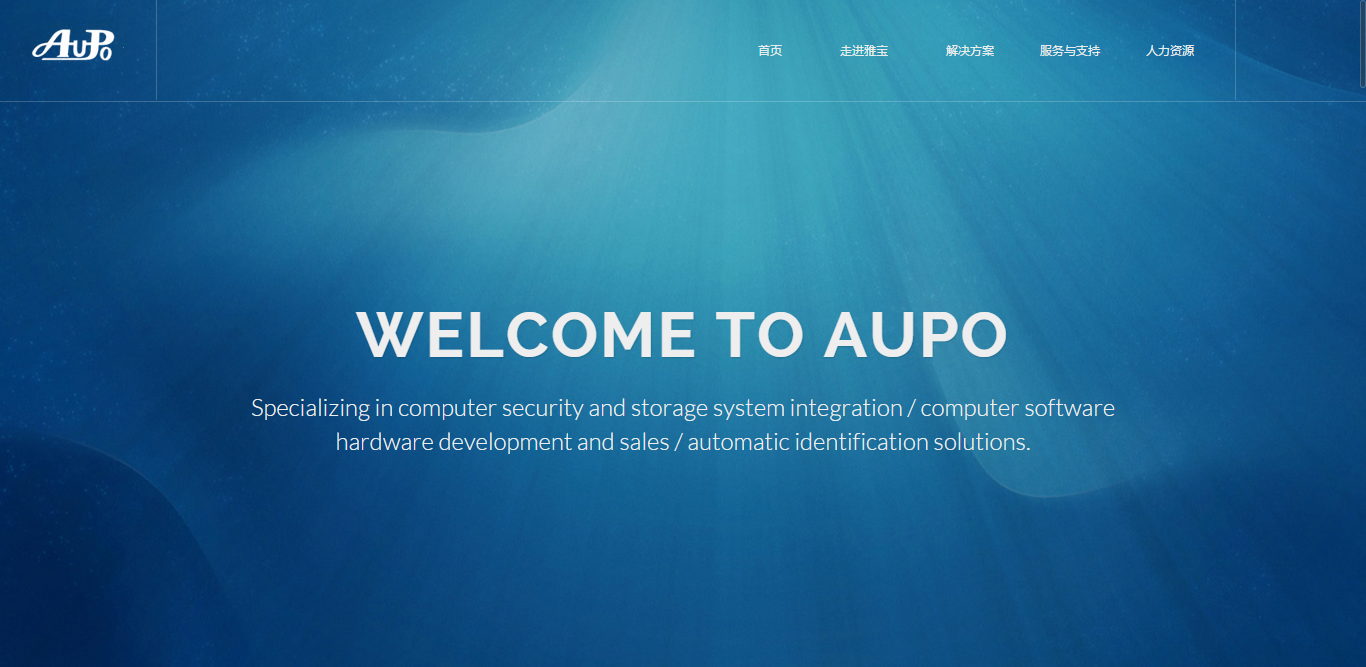 AuPo
首页
走进雅宝
解决方案
服务与支持
人力资源
WELCOME TO AUPO
Specializing in computer security and storage system integration / computer software
hardware development and sales / automatic identification solutions.